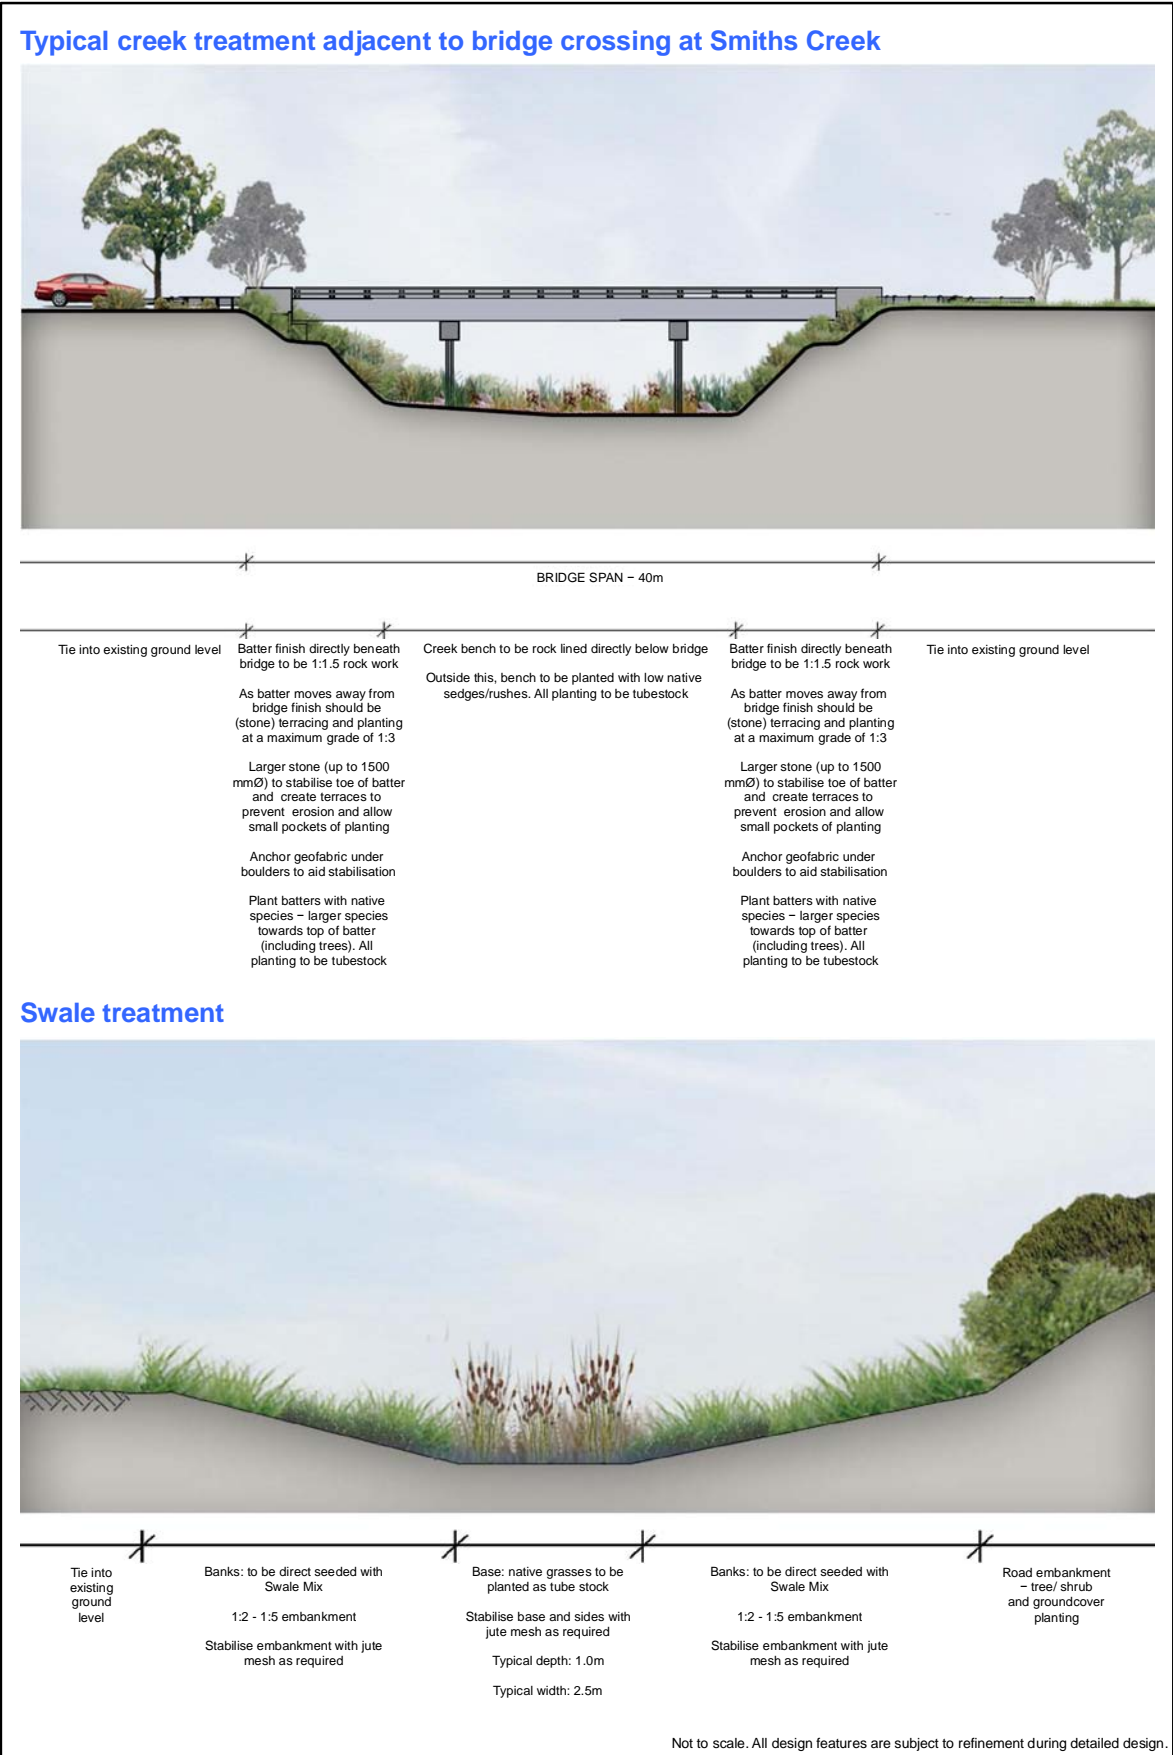 Typical creek treatment adjacent to bridge crossing at Smiths Creek
BRIDGE SPAN – 40m
Tie into existing ground level
Batter finish directly beneath
bridge to be 1:1.5 rock work
As batter moves away from
bridge finish should be
(stone) terracing and planting
at a maximum grade of 1:3
Larger stone (up to 1500
mmØ) to stabilise toe of batter
and create terraces to
prevent erosion and allow
small pockets of planting
Anchor geofabric under
boulders to aid stabilisation
Plant batters with native
species – larger species
towards top of batter
(including trees). All
planting to be tubestock
Creek bench to be rock lined directly below bridge
Outside this, bench to be planted with low native
sedges/rushes. All planting to be tubestock
Batter finish directly beneath
bridge to be 1:1.5 rock work
As batter moves away from
bridge finish should be
(stone) terracing and planting
at a maximum grade of 1:3
Larger stone (up to 1500
mmØ) to stabilise toe of batter
and create terraces to
prevent erosion and allow
small pockets of planting
Anchor geofabric under
boulders to aid stabilisation
Plant batters with native
species – larger species
towards top of batter
(including trees). All
planting to be tubestock
Tie into existing ground level
Swale treatment
Tie into
existing
ground
level
Banks: to be direct seeded with
Swale Mix
1:2 - 1:5 embankment
Stabilise embankment with jute
mesh as required
Base: native grasses to be
planted as tube stock
Stabilise base and sides with
jute mesh as required
Typical depth: 1.0m
Typical width: 2.5m
Banks: to be direct seeded with
Swale Mix
1:2 - 1:5 embankment
Stabilise embankment with jute
mesh as required
Road embankment
– tree/ shrub
and groundcover
planting
Not to scale. All design features are subject to refinement during detailed design.